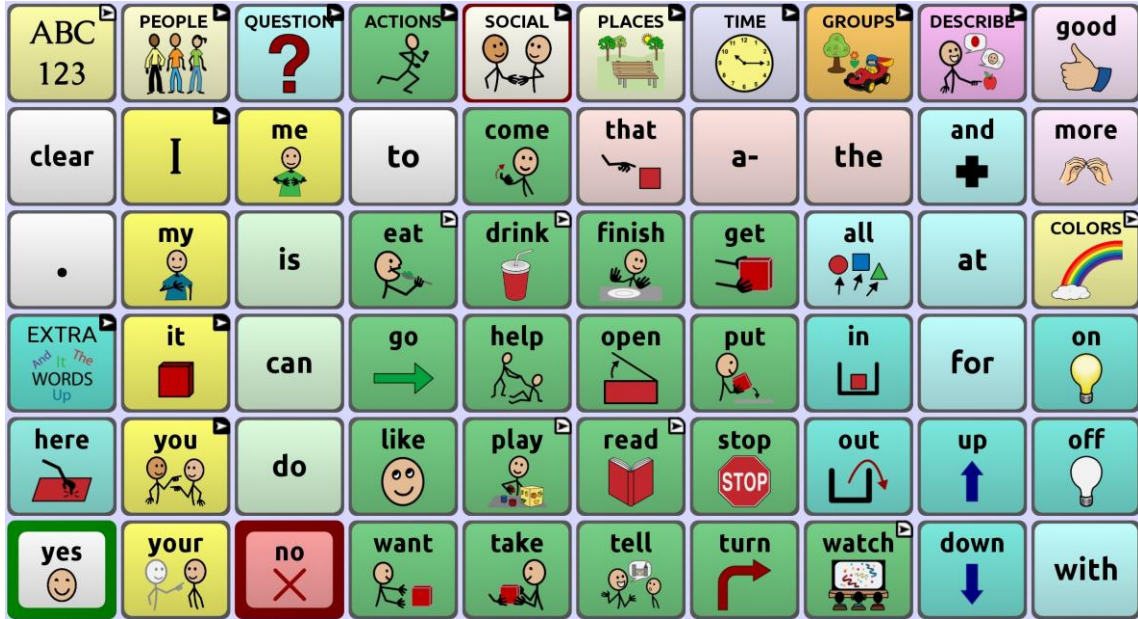 ABC
123
PEOPLE
QUESTION
ACTIONS
SOCIAL
PLACES
TIME
GROUPS
DESCRIBE
good
clear
I
me
to
come
that
a-
the
and
more
.
my
is
eat
drink
finish
get
all
at
COLORS
EXTRA
And It The
WORDS
Up
it
can
go
help
open
put
in
for
on
here
you
do
like
play
read
stop
STOP
out
up
off
yes
your
no
want
take
tell
turn
watch
down
with